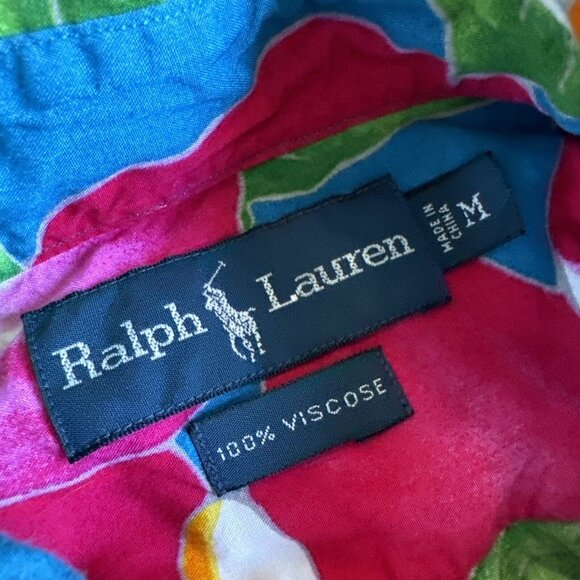 Ralph Lauren
M
MADE IN
CHINA
100% VISCOSE